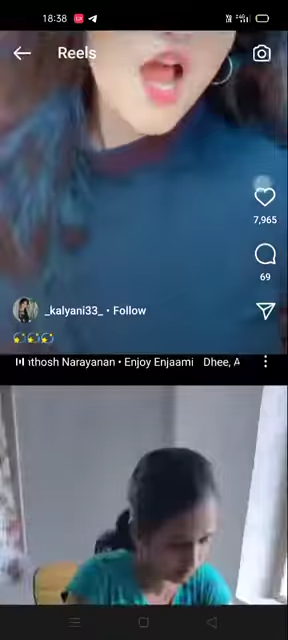 18:38
Reels
7,965
69
_kalyani33_ • Follow
thosh Narayanan • Enjoy Enjaami Dhee, A